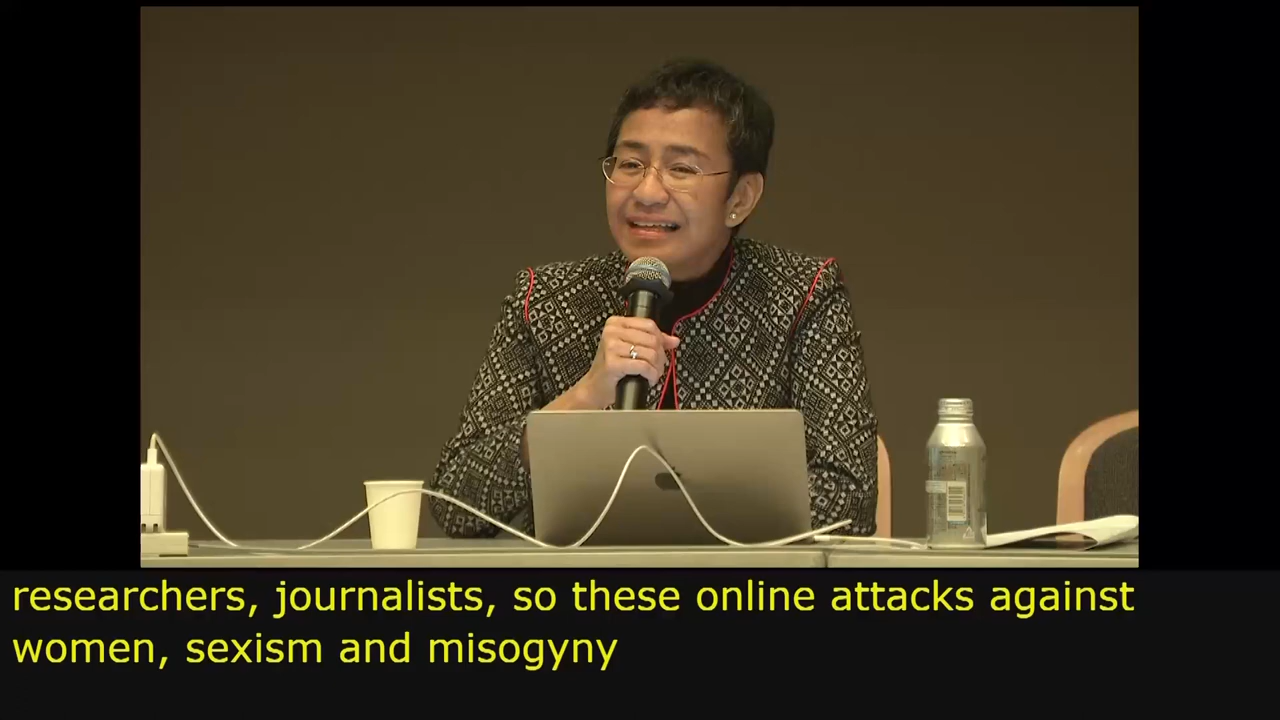 researchers, journalists, so these online attacks against
women, sexism and misogyny